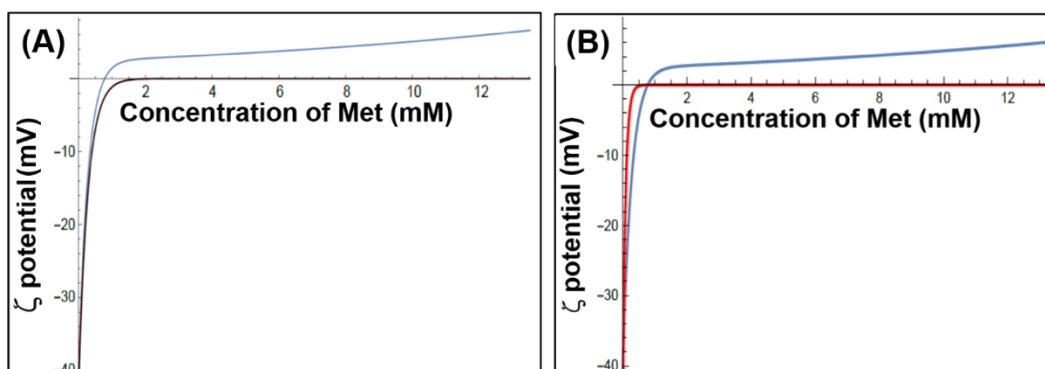 (A)
2 4 6 8 10 12
Concentration of Met (mM)
ζ potential(mV)
−10
−20
−30
−40
(B)
2 4 6 8 10 12
Concentration of Met (mM)
ζ potential (mV)
−10
−20
−30
−40